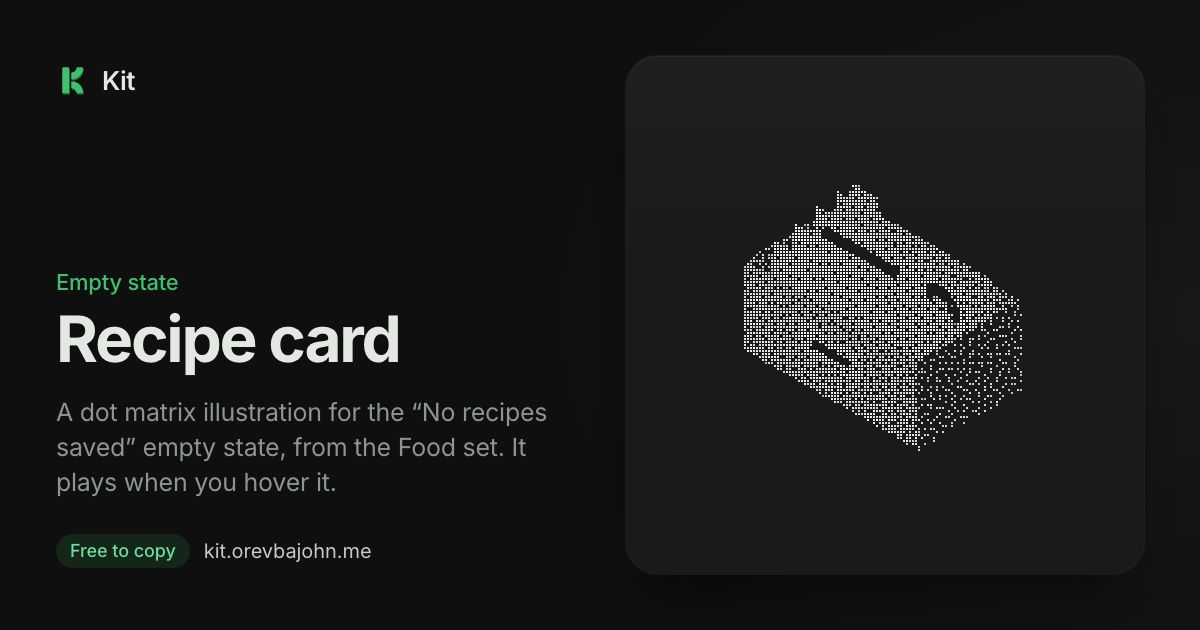 Kit
Empty state
Recipe card
A dot matrix illustration for the “No recipes
saved” empty state, from the Food set. It
plays when you hover it.
Free to copy
kit.orevbajohn.me